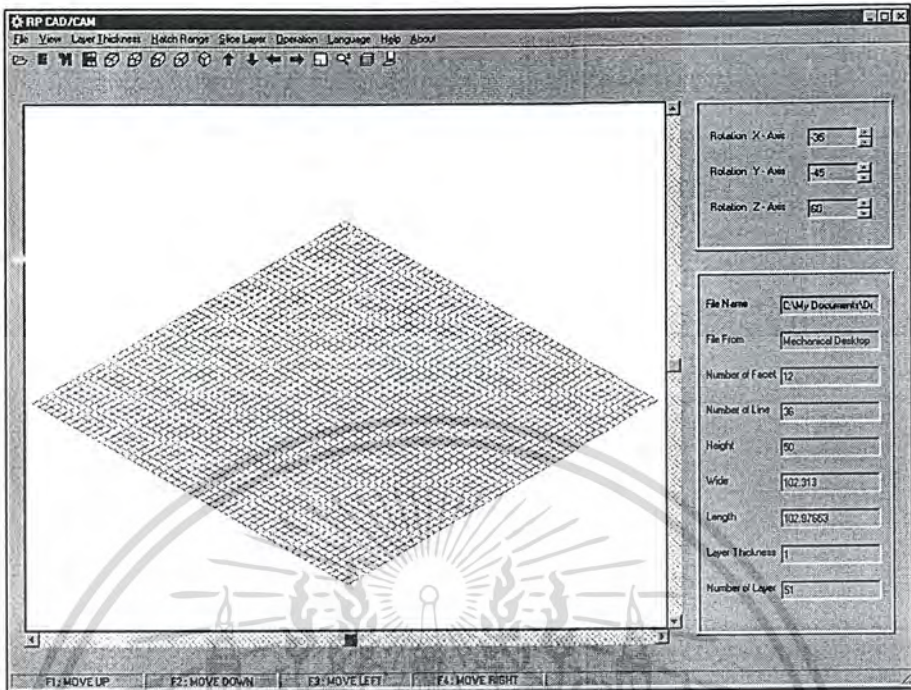 RP CAD/CAM
File View Layer Thickness Hatch Range Slice Layer Operation Language Help About
Rotation X - Axis -35
Rotation Y - Axis -45
Rotation Z - Axis 60
File Name C:\My Documents\Dr
File From Mechanical Desktop
Number of Facet 12
Number of Line 36
Height 50
Wide 102.313
Length 102.97663
Layer Thickness 1
Number of Layer 51
F1: MOVE UP F2: MOVE DOWN F3: MOVE LEFT F4: MOVE RIGHT